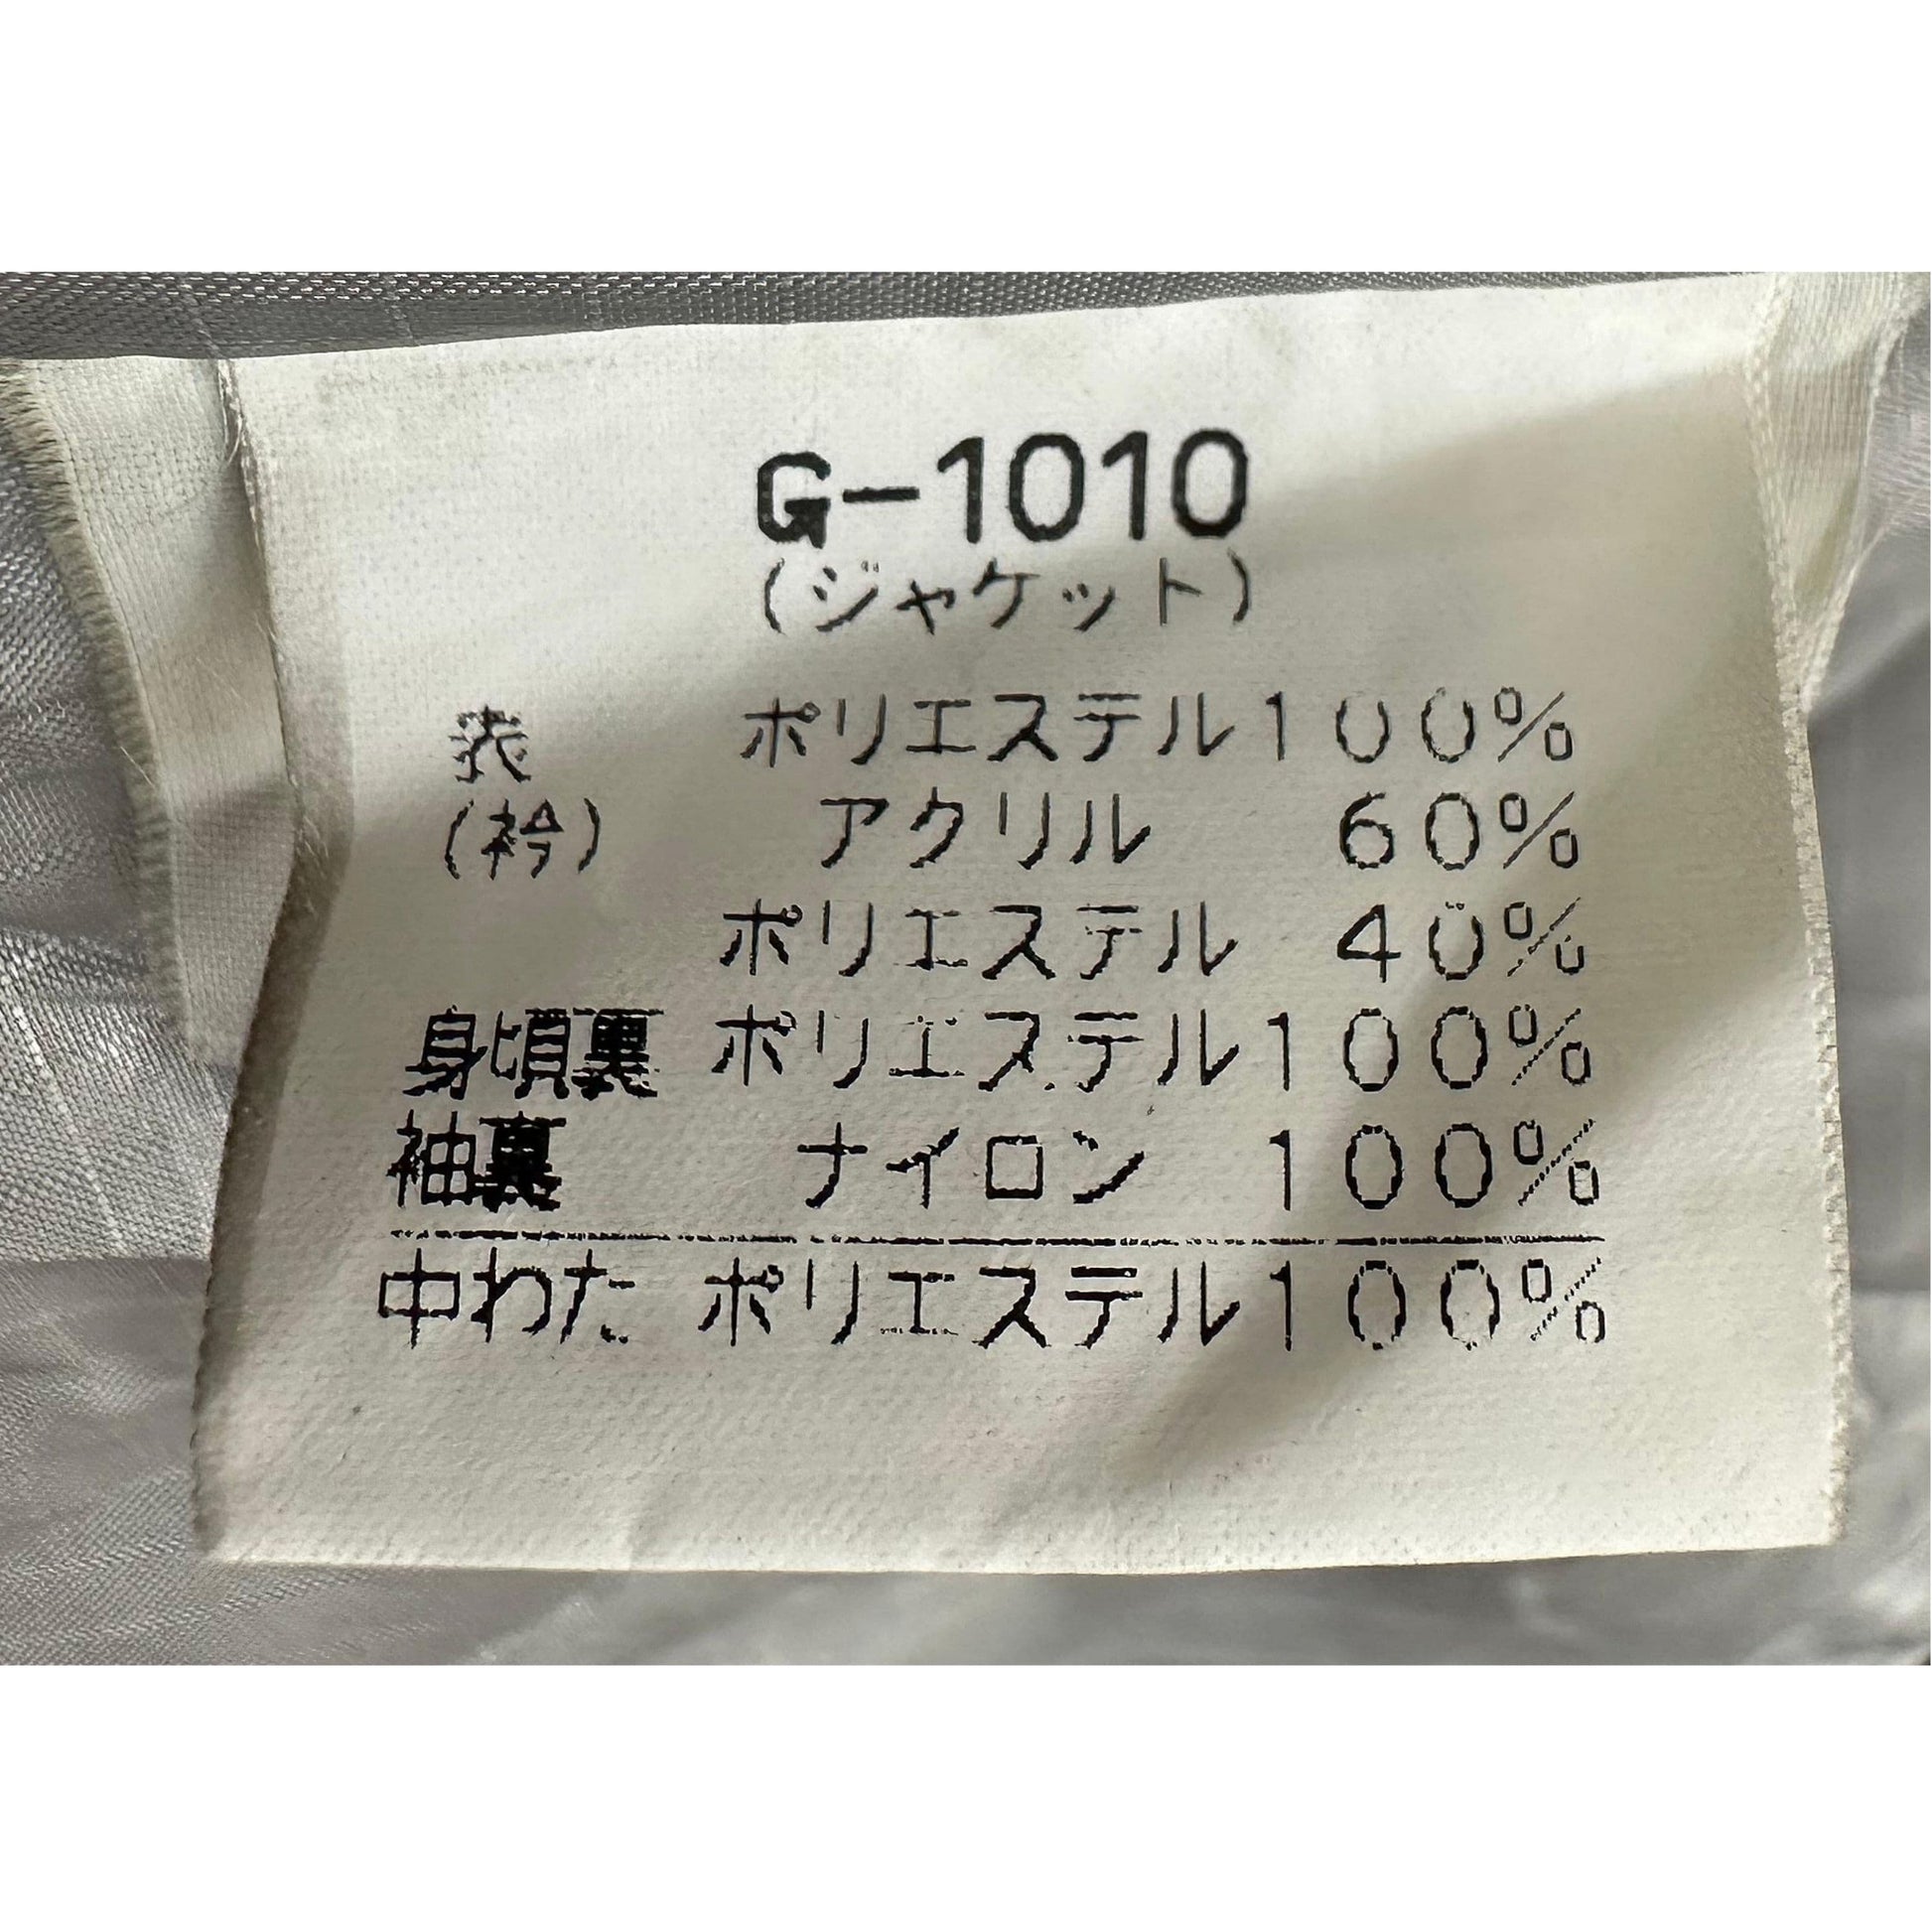 G-1010
(ジャケット)
表 ポリエステル100%
(衿) アクリル 60%
ポリエステル 40%
身頃裏 ポリエステル100%
袖裏 ナイロン 100%
中わた ポリエステル100%